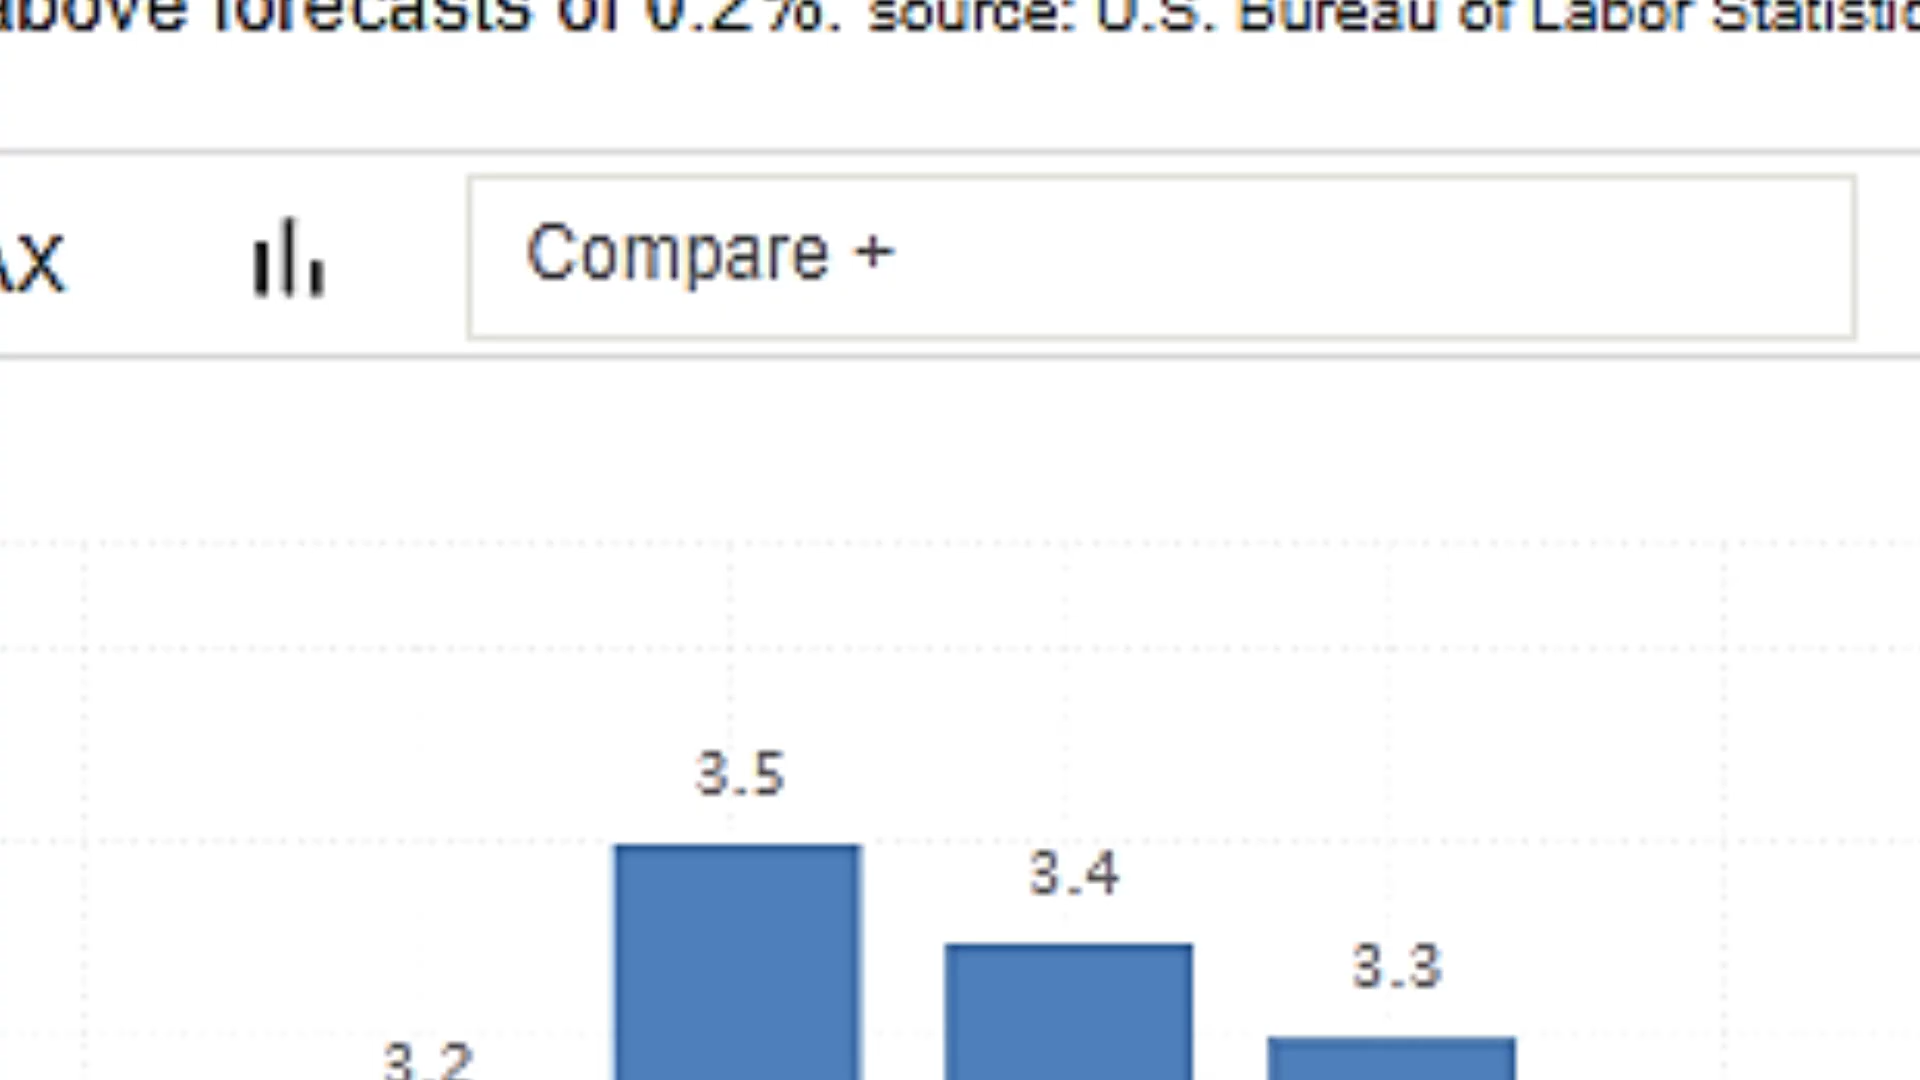 above forecasts of 0.2%. source: U.S. Bureau of Labor Statistic
AX
Compare +
3.5
3.4
3.3
3.2